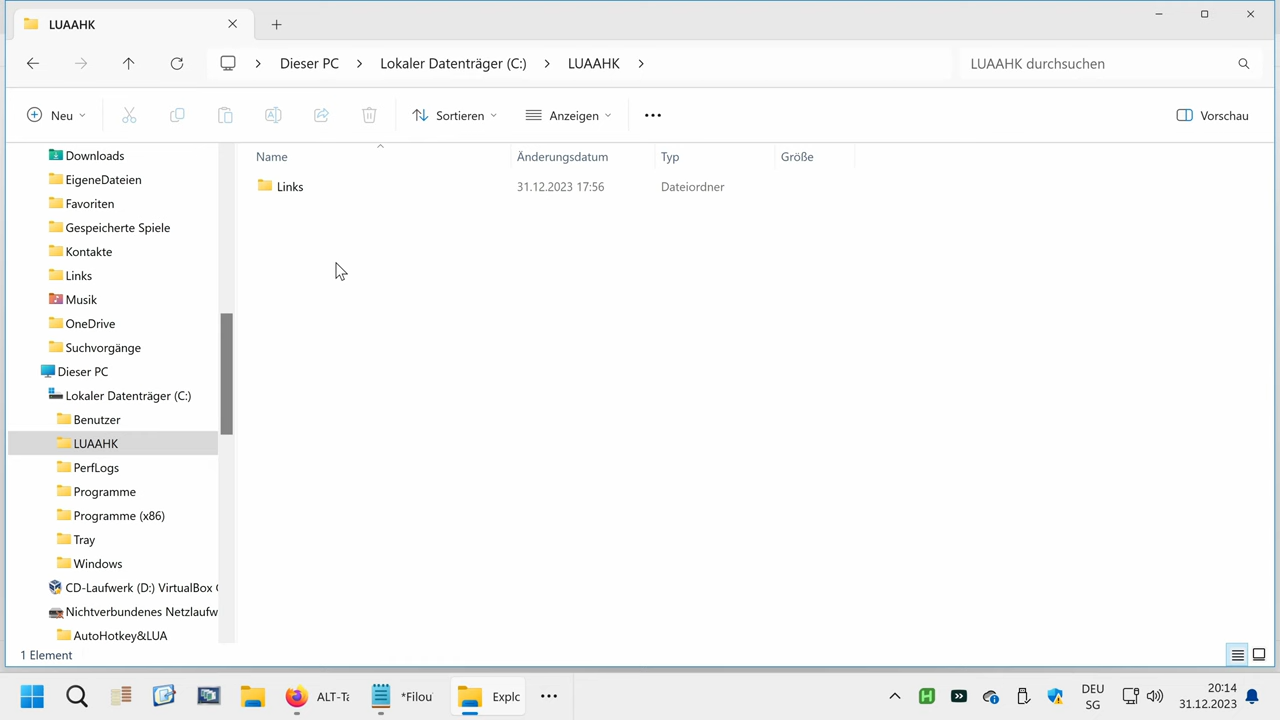 LUAAHK
Dieser PC
Lokaler Datenträger (C:)
LUAAHK
LUAAHK durchsuchen
Neu
Sortieren
Anzeigen
Vorschau
Name
Änderungsdatum
Typ
Größe
Links
31.12.2023 17:56
Dateiordner
Downloads
EigeneDateien
Favoriten
Gespeicherte Spiele
Kontakte
Links
Musik
OneDrive
Suchvorgänge
Dieser PC
Lokaler Datenträger (C:)
Benutzer
LUAAHK
PerfLogs
Programme
Programme (x86)
Tray
Windows
CD-Laufwerk (D:) VirtualBox
Nichtverbundenes Netzlaufw
AutoHotkey&LUA
1 Element
ALT-Ta
*Filou
Explc
DEU
SG
20:14
31.12.2023